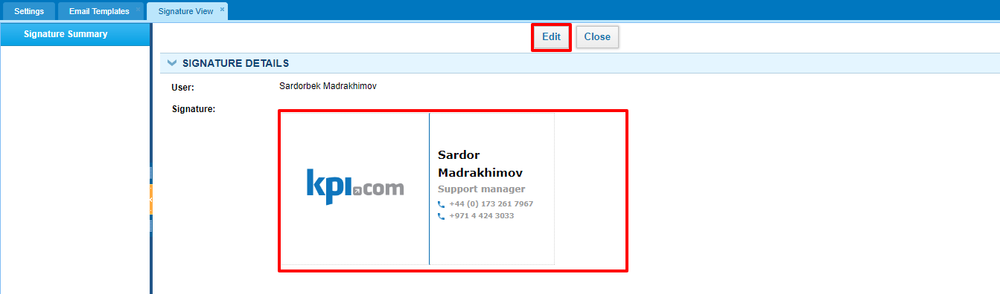 Settings
Email Templates
Signature View
Signature Summary
Edit
Close
SIGNATURE DETAILS
User:
Sardorbek Madrakhimov
Signature:
kpi.com
Sardor
Madrakhimov
Support manager
+44 (0) 173 261 7967
+971 4 424 3033